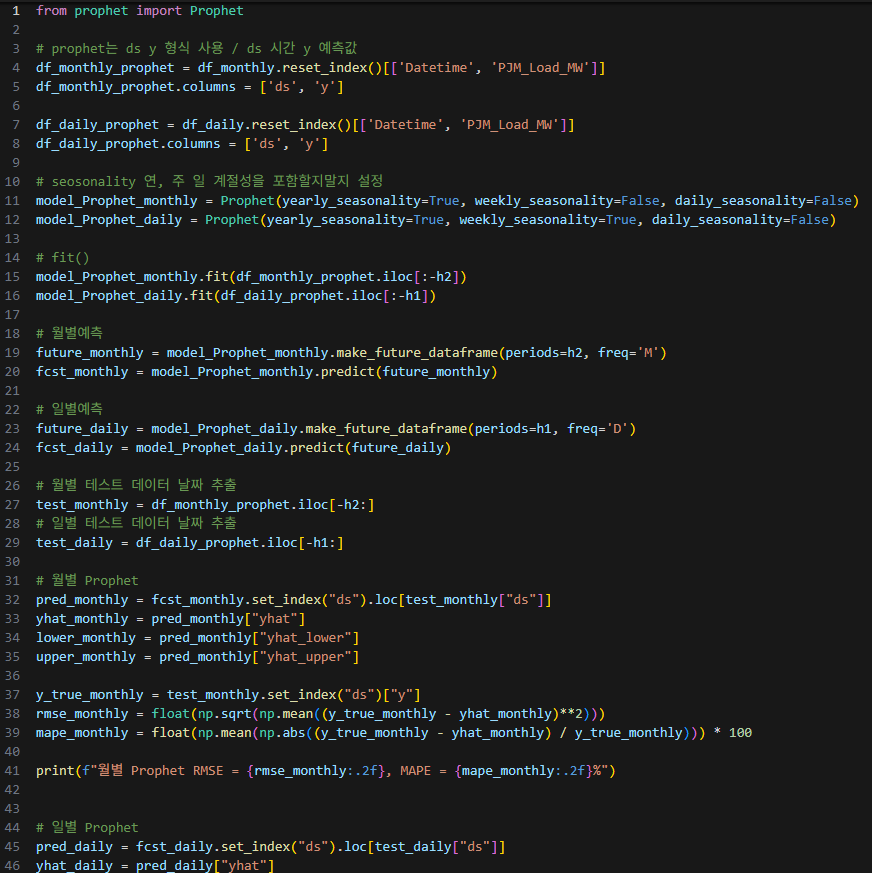 1 from prophet import Prophet
2
3 # prophet는 ds y 형식 사용 / ds 시간 y 예측값
4 df_monthly_prophet = df_monthly.reset_index()[['Datetime', 'PJM_Load_MW']]
5 df_monthly_prophet.columns = ['ds', 'y']
6
7 df_daily_prophet = df_daily.reset_index()[['Datetime', 'PJM_Load_MW']]
8 df_daily_prophet.columns = ['ds', 'y']
9
10 # seosonality 연, 주 일 계절성을 포함할지말지 설정
11 model_Prophet_monthly = Prophet(yearly_seasonality=True, weekly_seasonality=False, daily_seasonality=False)
12 model_Prophet_daily = Prophet(yearly_seasonality=True, weekly_seasonality=True, daily_seasonality=False)
13
14 # fit()
15 model_Prophet_monthly.fit(df_monthly_prophet.iloc[:-h2])
16 model_Prophet_daily.fit(df_daily_prophet.iloc[:-h1])
17
18 # 월별예측
19 future_monthly = model_Prophet_monthly.make_future_dataframe(periods=h2, freq='M')
20 fcst_monthly = model_Prophet_monthly.predict(future_monthly)
21
22 # 일별예측
23 future_daily = model_Prophet_daily.make_future_dataframe(periods=h1, freq='D')
24 fcst_daily = model_Prophet_daily.predict(future_daily)
25
26 # 월별 테스트 데이터 날짜 추출
27 test_monthly = df_monthly_prophet.iloc[-h2:]
28 # 일별 테스트 데이터 날짜 추출
29 test_daily = df_daily_prophet.iloc[-h1:]
30
31 # 월별 Prophet
32 pred_monthly = fcst_monthly.set_index("ds").loc[test_monthly["ds"]]
33 yhat_monthly = pred_monthly["yhat"]
34 lower_monthly = pred_monthly["yhat_lower"]
35 upper_monthly = pred_monthly["yhat_upper"]
36
37 y_true_monthly = test_monthly.set_index("ds")["y"]
38 rmse_monthly = float(np.sqrt(np.mean((y_true_monthly - yhat_monthly)**2)))
39 mape_monthly = float(np.mean(np.abs((y_true_monthly - yhat_monthly) / y_true_monthly))) * 100
40
41 print(f"월별 Prophet RMSE = {rmse_monthly:.2f}, MAPE = {mape_monthly:.2f}%")
42
43
44 # 일별 Prophet
45 pred_daily = fcst_daily.set_index("ds").loc[test_daily["ds"]]
46 yhat_daily = pred_daily["yhat"]